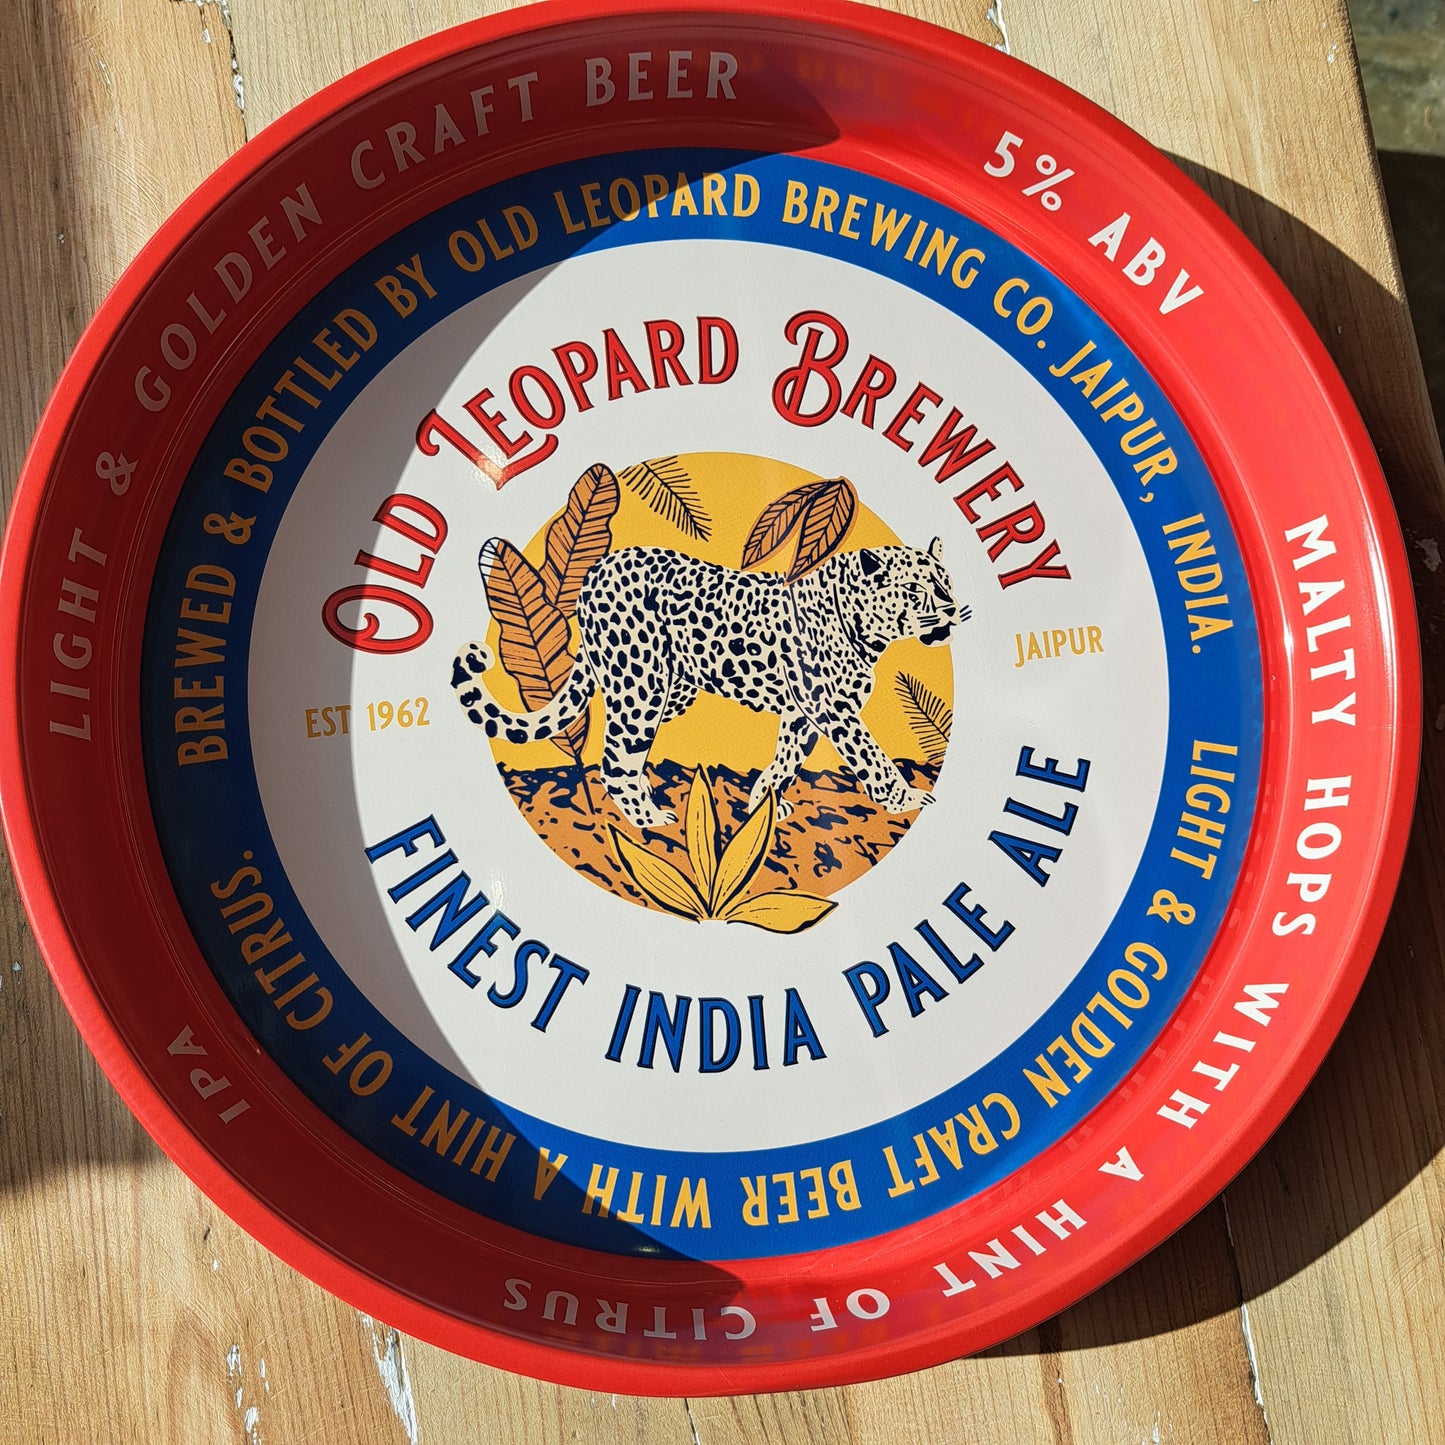 LIGHT & GOLDEN CRAFT BEER
5% ABV
MALTY HOPS WITH A HINT OF CITRUS
IPA
BREWED & BOTTLED BY OLD LEOPARD BREWING CO. JAIPUR, INDIA.
LIGHT & GOLDEN CRAFT BEER WITH A HINT OF CITRUS.
OLD LEOPARD BREWERY
EST 1962
JAIPUR
FINEST INDIA PALE ALE